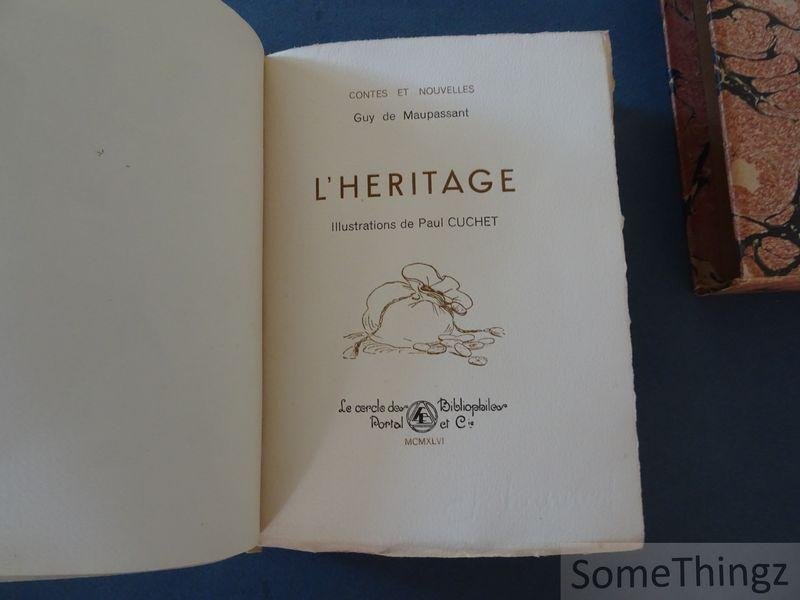 CONTES ET NOUVELLES
Guy de Maupassant
L'HERITAGE
Illustrations de Paul CUCHET
Le cercle des Bibliophiles
Portal et Cie
MCMXLVI
SomeThingz